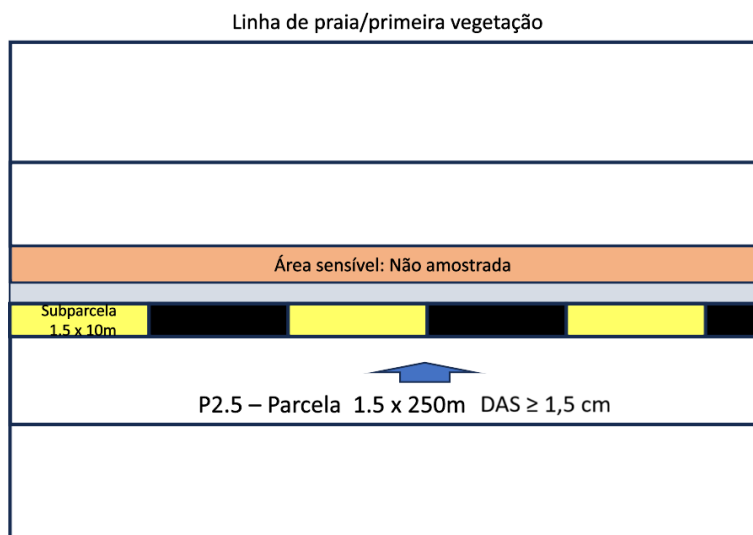 Linha de praia/primeira vegetação
Área sensível: Não amostrada
Subparcela
1.5 x 10m
P2.5 – Parcela 1.5 x 250m DAS ≥ 1,5 cm